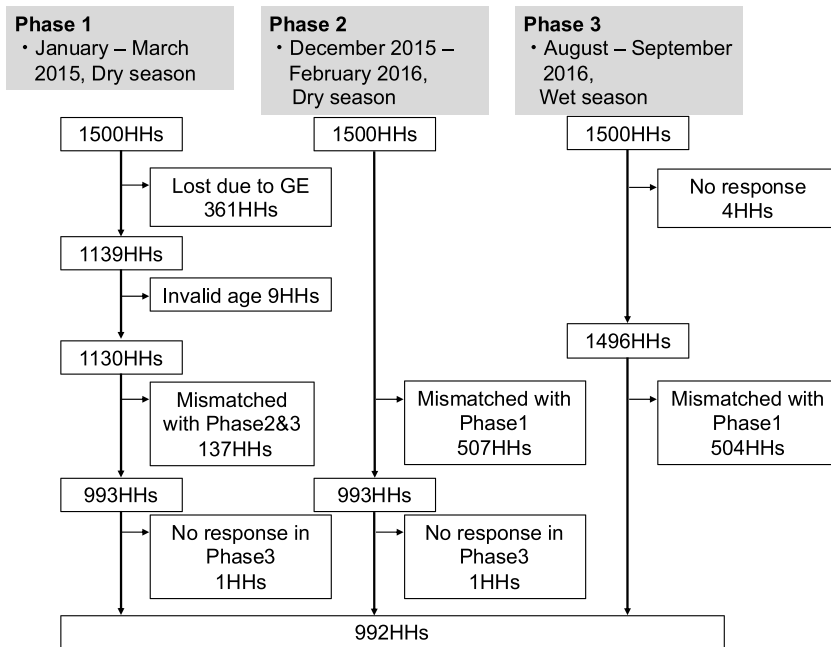 Phase 1
・January – March
2015, Dry season
Phase 2
・December 2015 –
February 2016,
Dry season
Phase 3
・August – September
2016,
Wet season
1500HHs
1500HHs
1500HHs
Lost due to GE
361HHs
No response
4HHs
1139HHs
Invalid age 9HHs
1130HHs
1496HHs
Mismatched
with Phase2&3
137HHs
Mismatched with
Phase1
507HHs
Mismatched with
Phase1
504HHs
993HHs
993HHs
No response in
Phase3
1HHs
No response in
Phase3
1HHs
992HHs